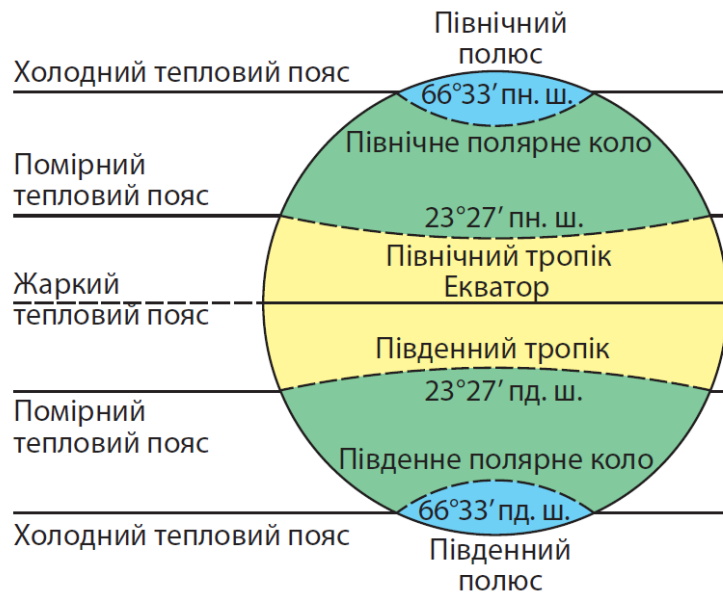 Північний
полюс
Холодний тепловий пояс
66°33′ пн. ш.
Північне полярне коло
Помірний
тепловий пояс
23°27′ пн. ш.
Північний тропік
Екватор
Жаркий
тепловий пояс
Південний тропік
23°27′ пд. ш.
Помірний
тепловий пояс
Південне полярне коло
66°33′ пд. ш.
Холодний тепловий пояс
Південний
полюс